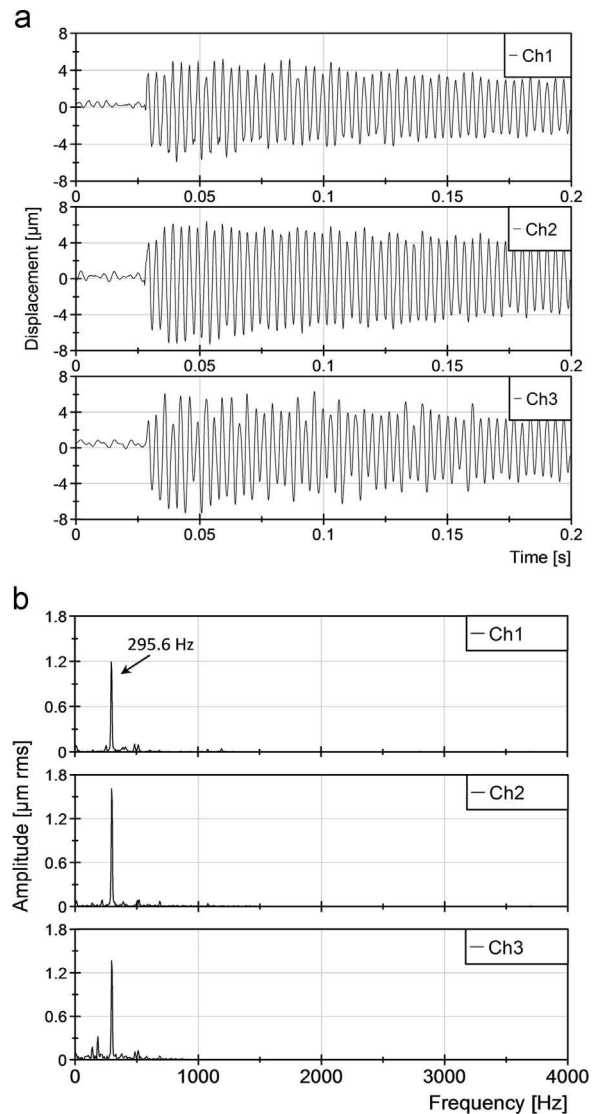 a
8
4
0
-4
-8
Ch1
0 0.05 0.1 0.15 0.2
8
4
0
-4
-8
Ch2
0 0.05 0.1 0.15 0.2
8
4
0
-4
-8
Ch3
0 0.05 0.1 0.15 0.2
Displacement [µm]
Time [s]
b
1.8
1.2
0.6
0
295.6 Hz
Ch1
1.8
1.2
0.6
0
Ch2
1.8
1.2
0.6
0
Ch3
0 1000 2000 3000 4000
Amplitude [µm rms]
Frequency [Hz]